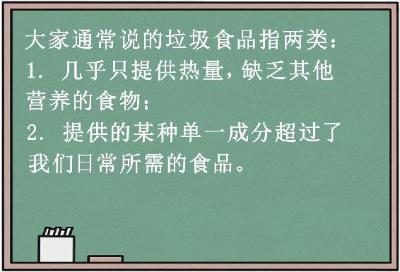 大家通常说的垃圾食品指两类：
1. 几乎只提供热量，缺乏其他
营养的食物；
2. 提供的某种单一成分超过了
我们日常所需的食品。